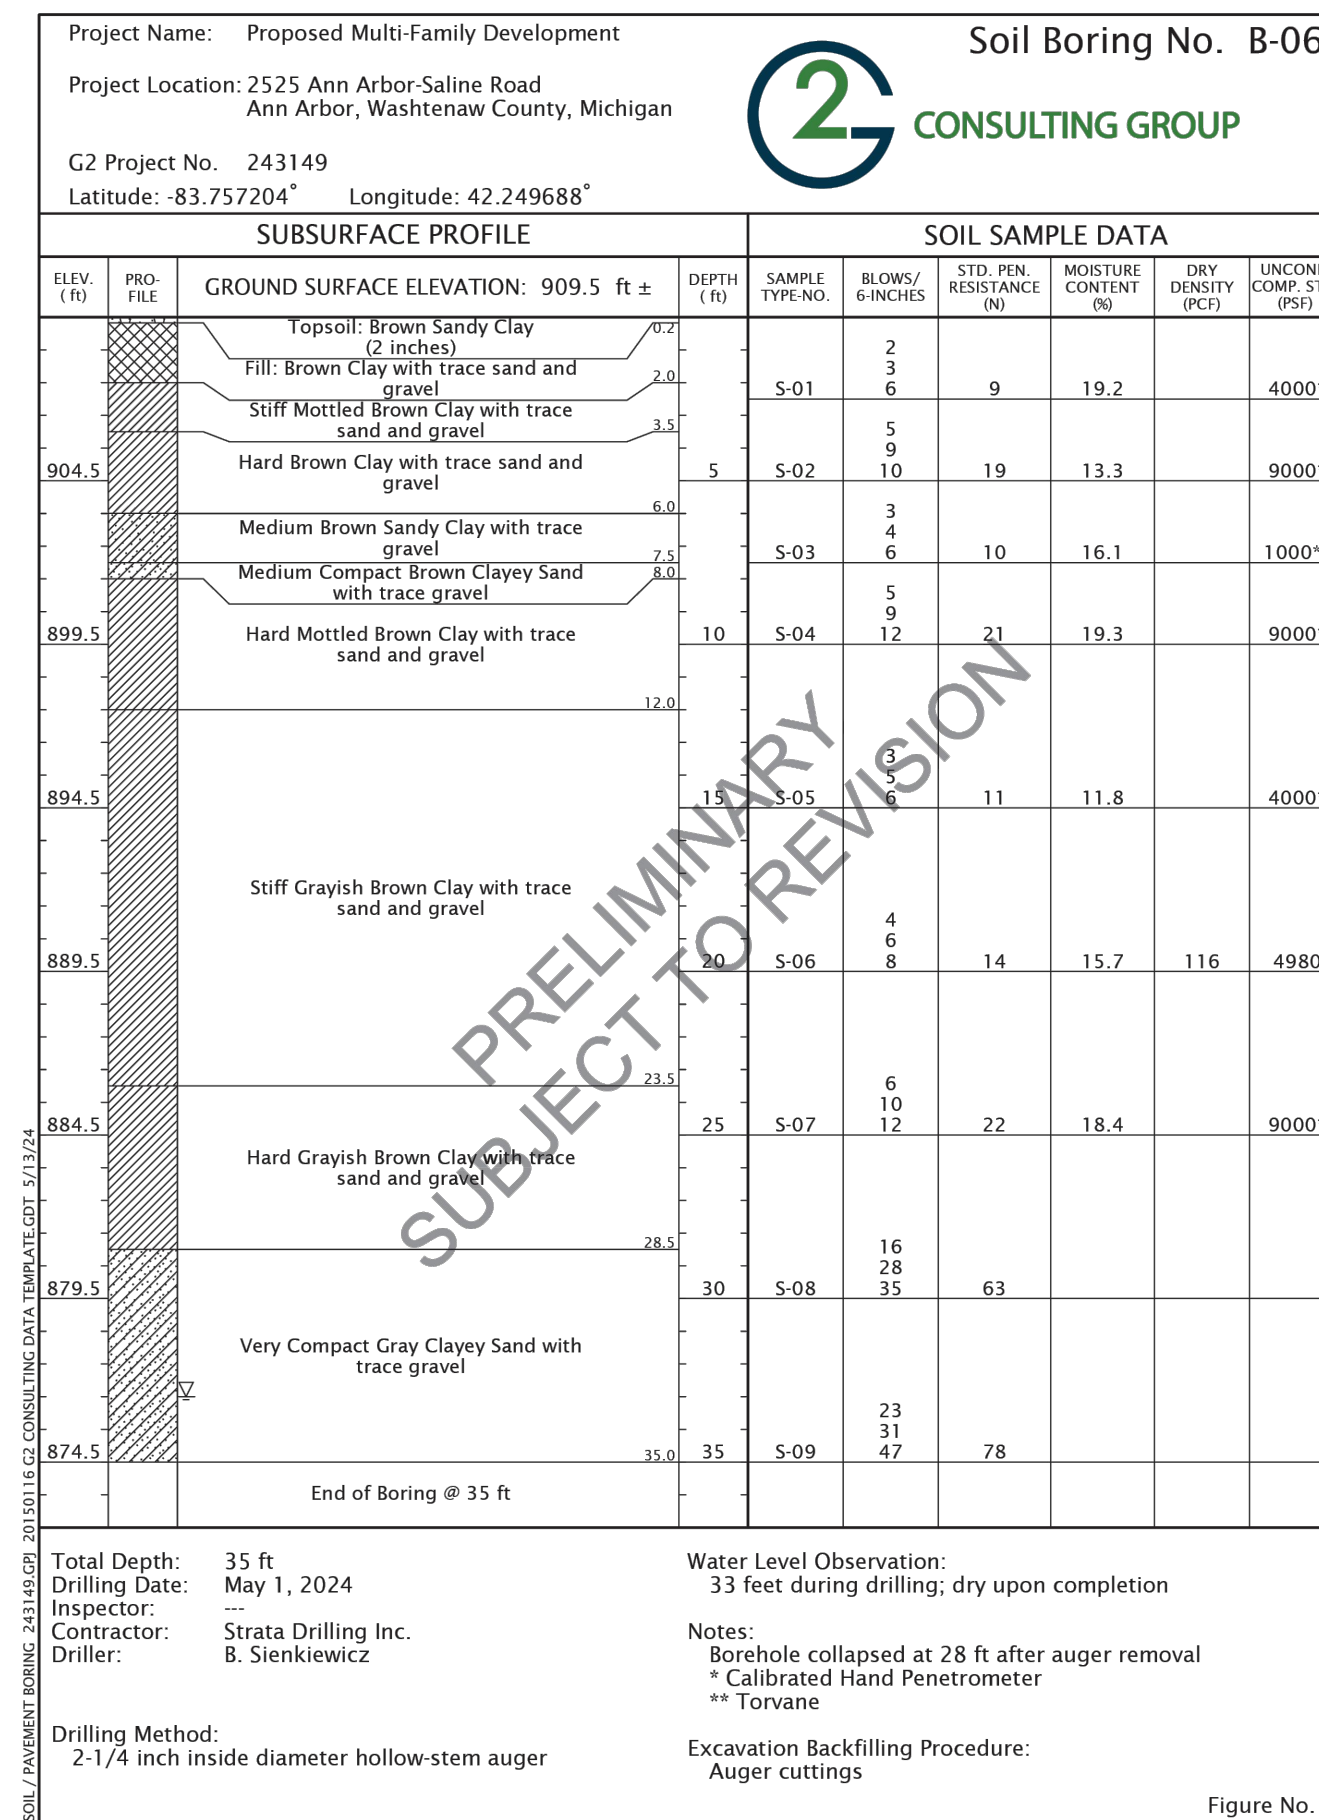 Project Name: Proposed Multi-Family Development
Soil Boring No. B-06
Project Location: 2525 Ann Arbor-Saline Road
Ann Arbor, Washtenaw County, Michigan
G2 CONSULTING GROUP
G2 Project No. 243149
Latitude: -83.757204° Longitude: 42.249688°
SUBSURFACE PROFILE
SOIL SAMPLE DATA
ELEV. ( ft)
PRO-FILE
GROUND SURFACE ELEVATION: 909.5 ft ±
DEPTH ( ft)
SAMPLE TYPE-NO.
BLOWS/ 6-INCHES
STD. PEN. RESISTANCE (N)
MOISTURE CONTENT (%)
DRY DENSITY (PCF)
UNCON COMP. ST (PSF)
Topsoil: Brown Sandy Clay 0.2
(2 inches)
2
3
S-01 6 9 19.2 4000*
Fill: Brown Clay with trace sand and
gravel 2.0
Stiff Mottled Brown Clay with trace
sand and gravel 3.5
5
9
904.5 5 S-02 10 19 13.3 9000*
Hard Brown Clay with trace sand and
gravel
6.0
Medium Brown Sandy Clay with trace
gravel 7.5
3
4
S-03 6 10 16.1 1000*
Medium Compact Brown Clayey Sand 8.0
with trace gravel
5
9
899.5 10 S-04 12 21 19.3 9000*
Hard Mottled Brown Clay with trace
sand and gravel
12.0
3
5
894.5 15 S-05 6 11 11.8 4000*
Stiff Grayish Brown Clay with trace
sand and gravel
4
6
889.5 20 S-06 8 14 15.7 116 4980
23.5
6
10
884.5 25 S-07 12 22 18.4 9000*
Hard Grayish Brown Clay with trace
sand and gravel
28.5
16
28
879.5 30 S-08 35 63
Very Compact Gray Clayey Sand with
trace gravel
23
31
874.5 35.0 35 S-09 47 78
End of Boring @ 35 ft
PRELIMINARY
SUBJECT TO REVISION
Total Depth: 35 ft
Drilling Date: May 1, 2024
Inspector: ---
Contractor: Strata Drilling Inc.
Driller: B. Sienkiewicz
Drilling Method:
2-1/4 inch inside diameter hollow-stem auger
Water Level Observation:
33 feet during drilling; dry upon completion
Notes:
Borehole collapsed at 28 ft after auger removal
* Calibrated Hand Penetrometer
** Torvane
Excavation Backfilling Procedure:
Auger cuttings
Figure No.
SOIL / PAVEMENT BORING 243149.GPJ 20150116 G2 CONSULTING DATA TEMPLATE.GDT 5/13/24